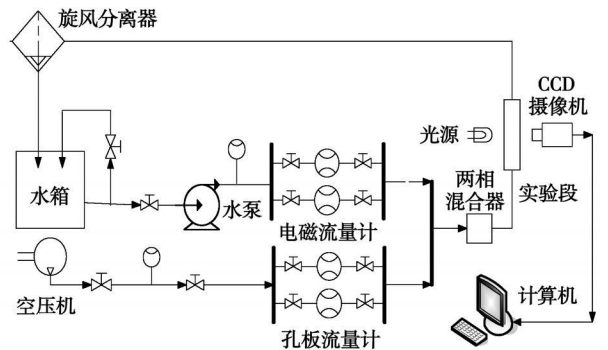 旋风分离器
CCD
摄像机
光源
水箱
水泵
两相
混合器
实验段
电磁流量计
空压机
计算机
孔板流量计